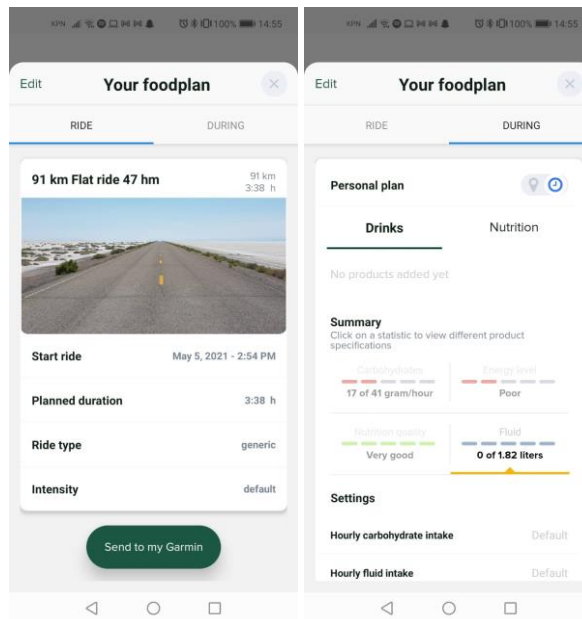 KPN 100% 14:55
Edit Your foodplan
RIDE DURING
91 km Flat ride 47 hm 91 km
3:38 h
Start ride May 5, 2021 - 2:54 PM
Planned duration 3:38 h
Ride type generic
Intensity default
Send to my Garmin
KPN 100% 14:55
Edit Your foodplan
RIDE DURING
Personal plan
Drinks Nutrition
No products added yet
Summary
Click on a statistic to view different product
specifications
Carbohydrates Energy level
17 of 41 gram/hour Poor
Nutrition quality Fluid
Very good 0 of 1.82 liters
Settings
Hourly carbohydrate intake Default
Hourly fluid intake Default